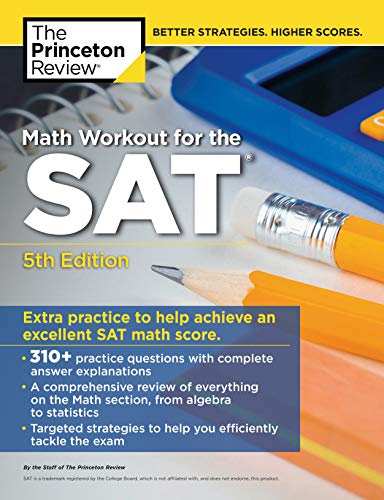 The
Princeton
Review®
BETTER STRATEGIES. HIGHER SCORES.
Math Workout for the
SAT®
5th Edition
Extra practice to help achieve an
excellent SAT math score.
• 310+ practice questions with complete
answer explanations
• A comprehensive review of everything
on the Math section, from algebra
to statistics
• Targeted strategies to help you efficiently
tackle the exam
By the Staff of The Princeton Review
SAT is a trademark registered by the College Board, which is not affiliated with, and does not endorse, this product.